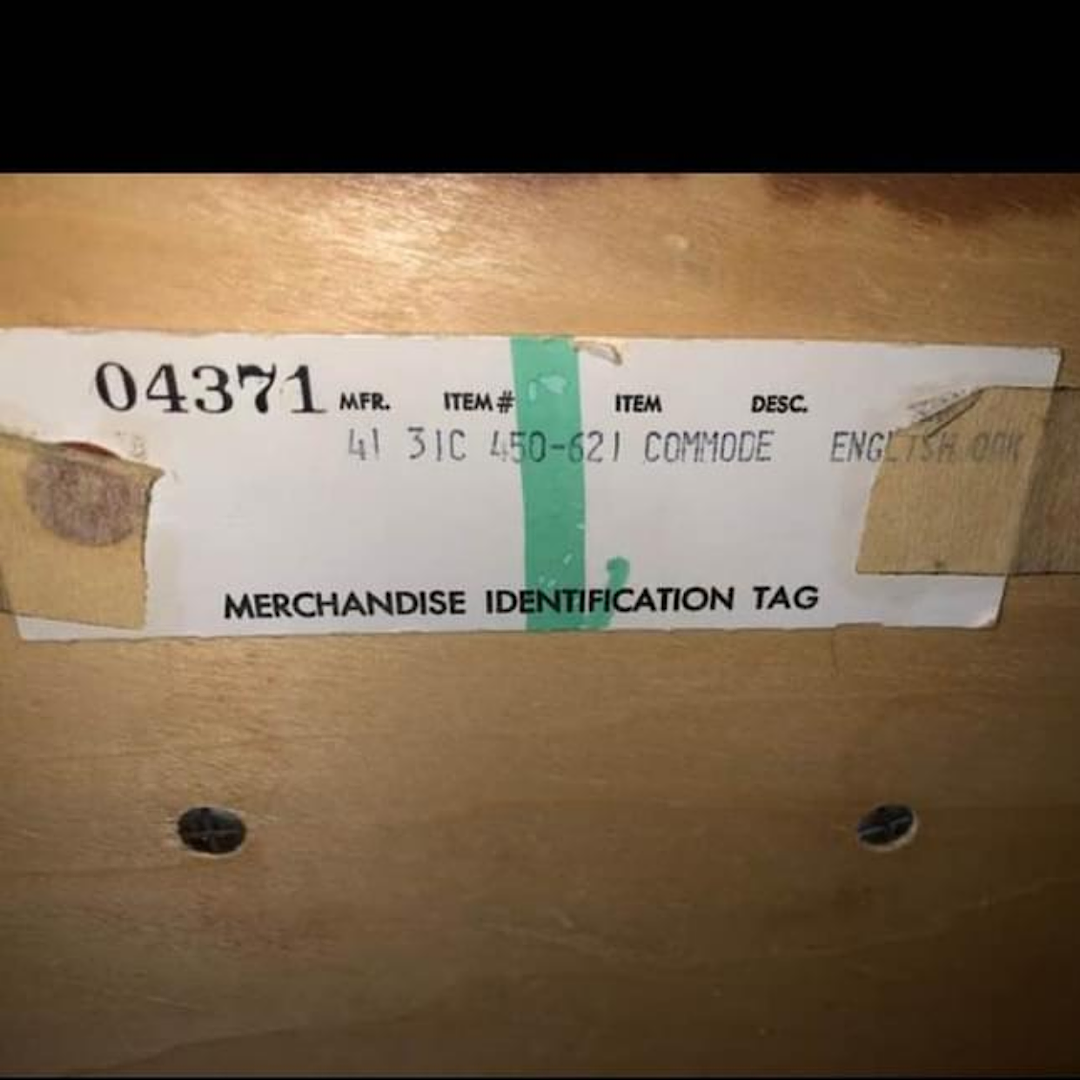 04371 MFR. ITEM# ITEM DESC.
41 31C 450-621 COMMODE ENGLISH OAK
MERCHANDISE IDENTIFICATION TAG